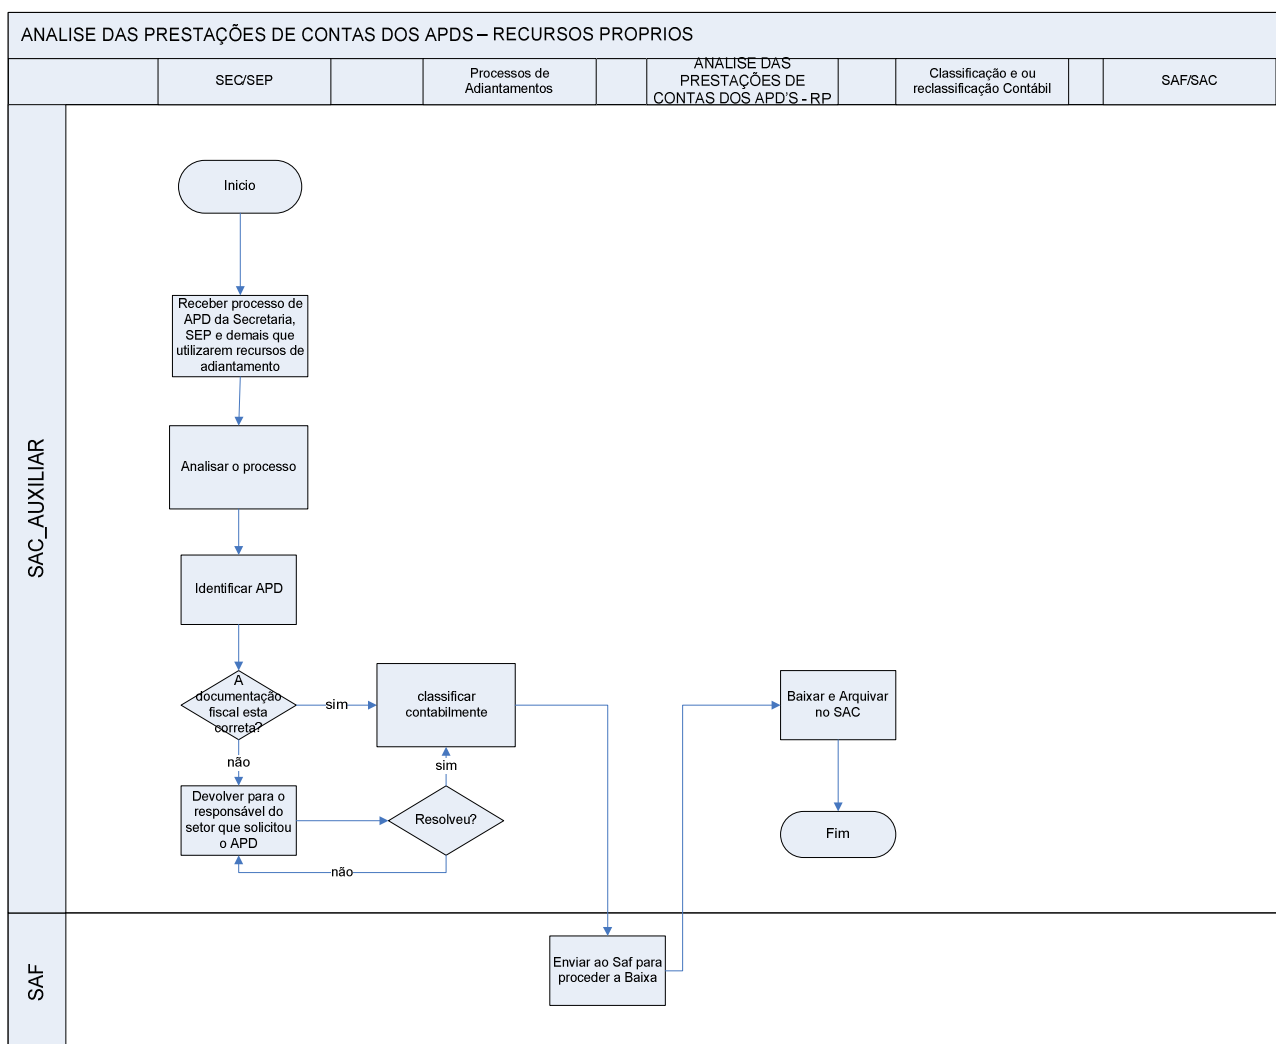 ANALISE DAS PRESTAÇÕES DE CONTAS DOS APDS – RECURSOS PROPRIOS
SEC/SEP
Processos de
Adiantamentos
ANALISE DAS
PRESTAÇÕES DE
CONTAS DOS APD'S - RP
Classificação e ou
reclassificação Contábil
SAF/SAC
SAC_AUXILIAR
Inicio
Receber processo de
APD da Secretaria,
SEP e demais que
utilizarem recursos de
adiantamento
Analisar o processo
Identificar APD
A
documentação
fiscal esta
correta?
sim
classificar
contabilmente
Baixar e Arquivar
no SAC
não
sim
Devolver para o
responsável do
setor que solicitou
o APD
Resolveu?
Fim
não
SAF
Enviar ao Saf para
proceder a Baixa